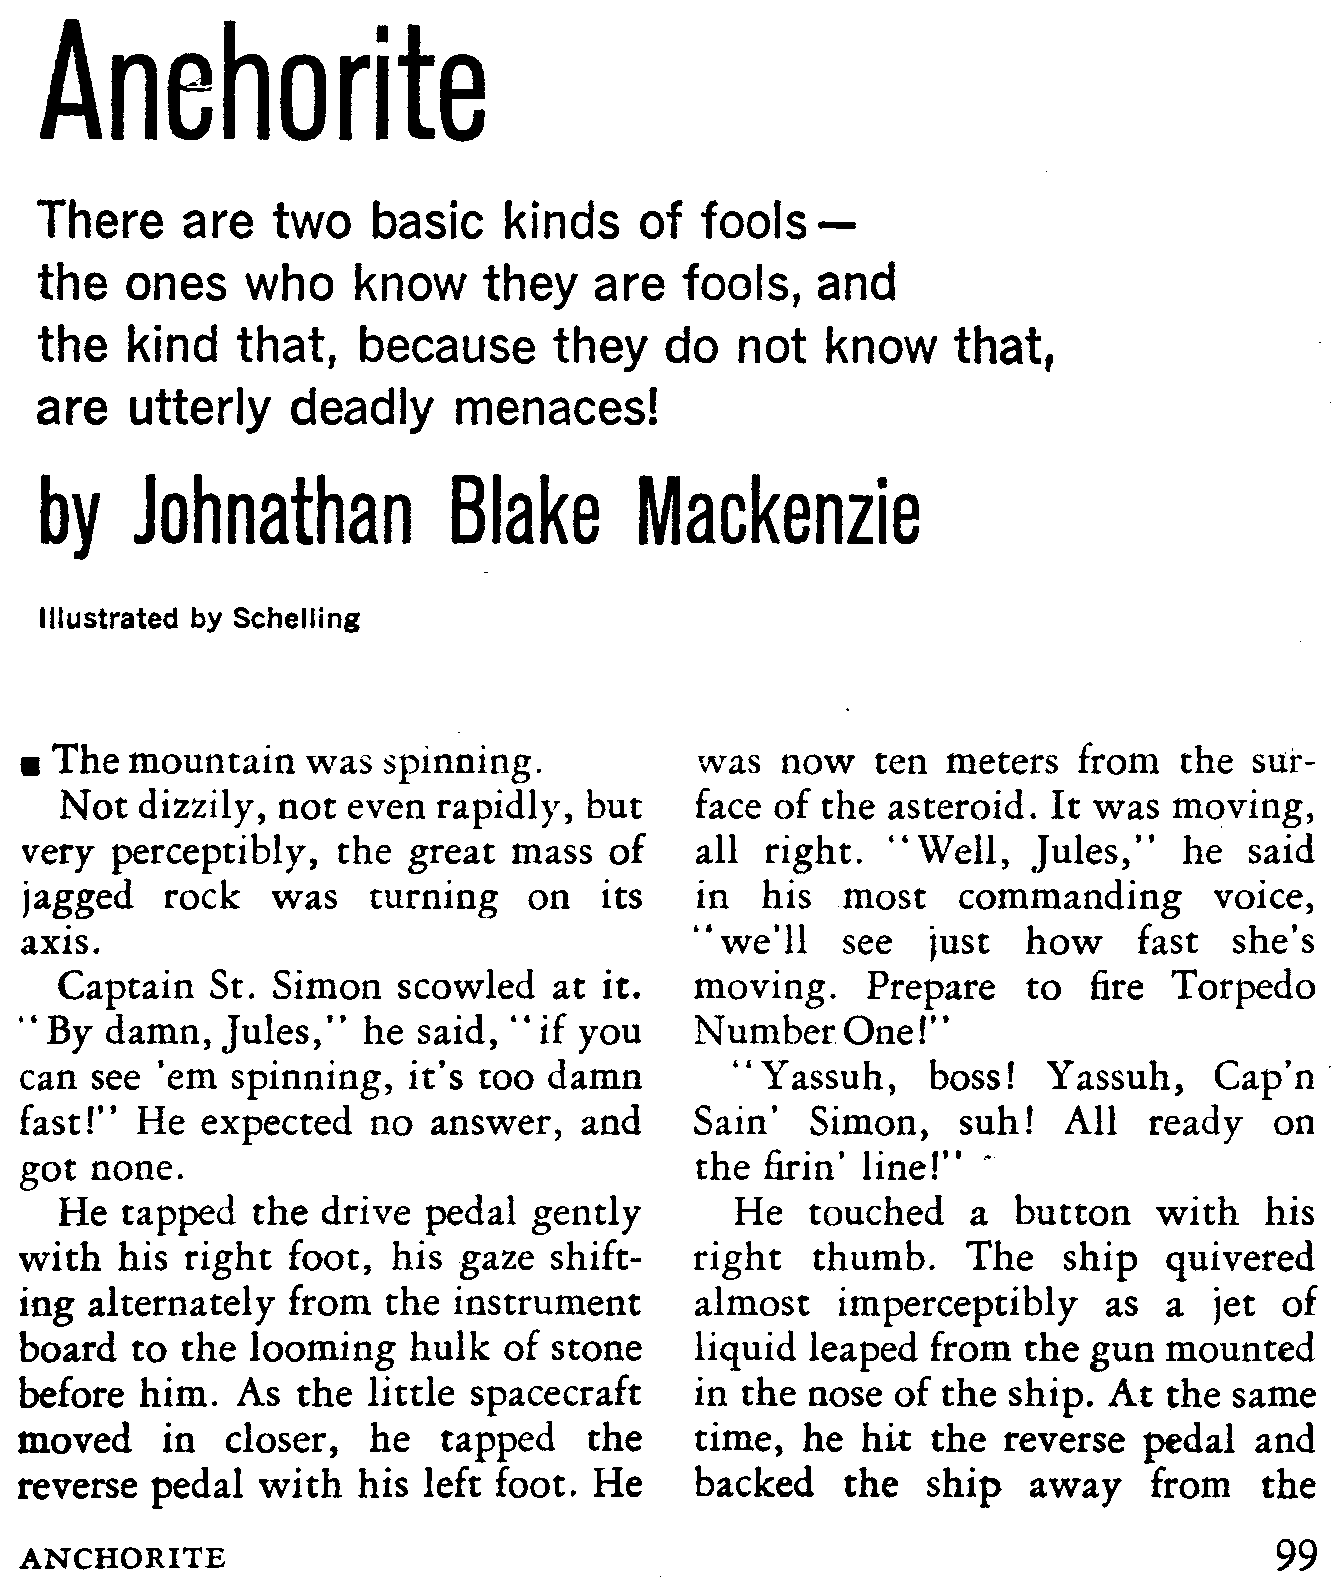 Anchorite
There are two basic kinds of fools —
the ones who know they are fools, and
the kind that, because they do not know that,
are utterly deadly menaces!
by Johnathan Blake Mackenzie
Illustrated by Schelling
■ The mountain was spinning.
Not dizzily, not even rapidly, but
very perceptibly, the great mass of
jagged rock was turning on its
axis.
Captain St. Simon scowled at it.
"By damn, Jules," he said, "if you
can see 'em spinning, it's too damn
fast!" He expected no answer, and
got none.
He tapped the drive pedal gently
with his right foot, his gaze shift-
ing alternately from the instrument
board to the looming hulk of stone
before him. As the little spacecraft
moved in closer, he tapped the
reverse pedal with his left foot. He
was now ten meters from the sur-
face of the asteroid. It was moving,
all right. "Well, Jules," he said
in his most commanding voice,
"we'll see just how fast she's
moving. Prepare to fire Torpedo
Number One!"
"Yassuh, boss! Yassuh, Cap'n
Sain' Simon, suh! All ready on
the firin' line!"
He touched a button with his
right thumb. The ship quivered
almost imperceptibly as a jet of
liquid leaped from the gun mounted
in the nose of the ship. At the same
time, he hit the reverse pedal and
backed the ship away from the
ANCHORITE
99